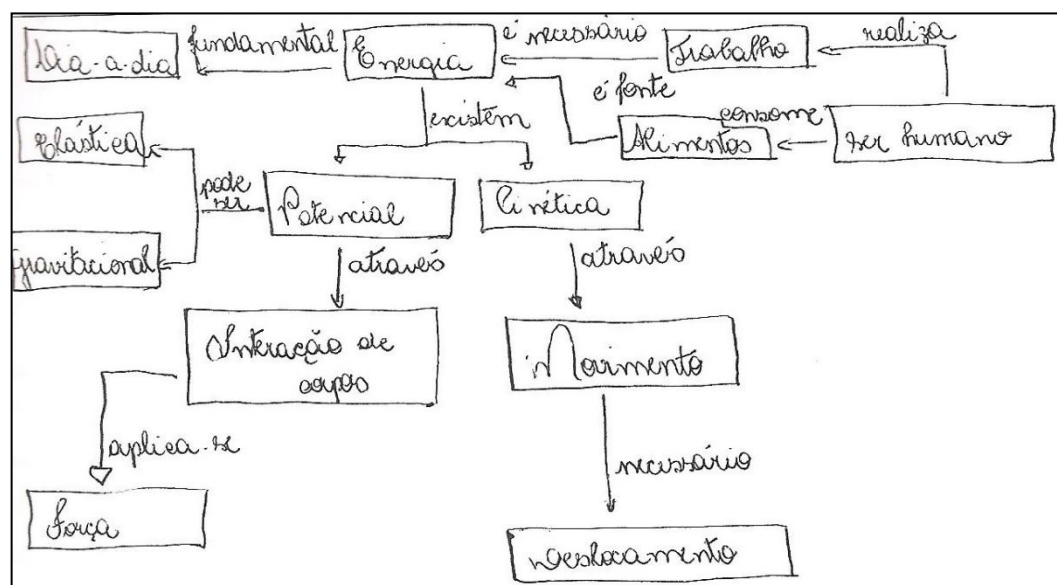 Dia-a-dia
fundamental
Energia
é necessário
Trabalho
realiza
é fonte
Alimentos
consome
ser humano
existem
Elástica
pode
ser
Potencial
Cinética
Gravitacional
através
através
Interação de
corpos
Movimento
aplica-se
necessário
Força
Deslocamento